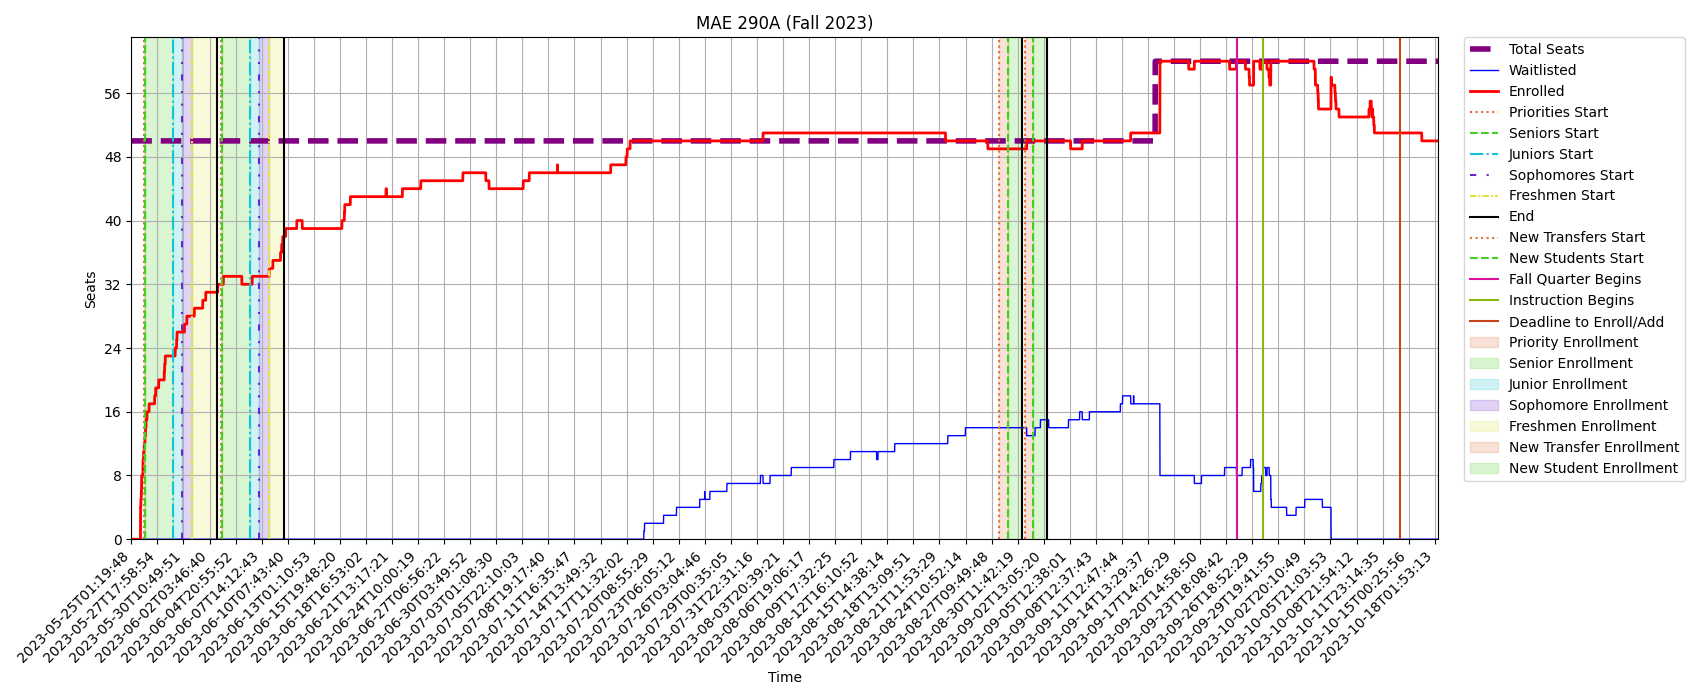 MAE 290A (Fall 2023)
Seats
56
48
40
32
24
16
8
0
2023-05-25T01:19:48
2023-05-27T17:58:54
2023-05-30T10:49:51
2023-06-02T03:46:40
2023-06-04T20:55:52
2023-06-07T14:12:43
2023-06-10T07:43:40
2023-06-13T01:10:53
2023-06-15T19:48:20
2023-06-18T16:53:02
2023-06-21T13:17:21
2023-06-24T10:00:19
2023-06-27T06:56:22
2023-06-30T03:49:52
2023-07-03T01:08:30
2023-07-05T22:10:03
2023-07-08T19:17:40
2023-07-11T16:35:47
2023-07-14T13:49:32
2023-07-17T11:32:02
2023-07-20T08:55:29
2023-07-23T06:05:12
2023-07-26T03:04:46
2023-07-29T00:35:05
2023-07-31T22:31:16
2023-08-03T20:39:21
2023-08-06T19:06:17
2023-08-09T17:32:25
2023-08-12T16:10:52
2023-08-15T14:38:14
2023-08-18T13:09:51
2023-08-21T11:53:29
2023-08-24T10:52:14
2023-08-27T09:49:48
2023-08-30T11:42:19
2023-09-02T13:05:20
2023-09-05T12:38:01
2023-09-08T12:37:43
2023-09-11T12:47:44
2023-09-14T13:29:37
2023-09-17T14:26:29
2023-09-20T14:58:50
2023-09-23T18:08:42
2023-09-26T18:52:29
2023-09-29T19:41:55
2023-10-02T20:10:49
2023-10-05T21:03:53
2023-10-08T21:54:12
2023-10-11T23:14:35
2023-10-15T00:25:56
2023-10-18T01:53:13
Time
Total Seats
Waitlisted
Enrolled
Priorities Start
Seniors Start
Juniors Start
Sophomores Start
Freshmen Start
End
New Transfers Start
New Students Start
Fall Quarter Begins
Instruction Begins
Deadline to Enroll/Add
Priority Enrollment
Senior Enrollment
Junior Enrollment
Sophomore Enrollment
Freshmen Enrollment
New Transfer Enrollment
New Student Enrollment